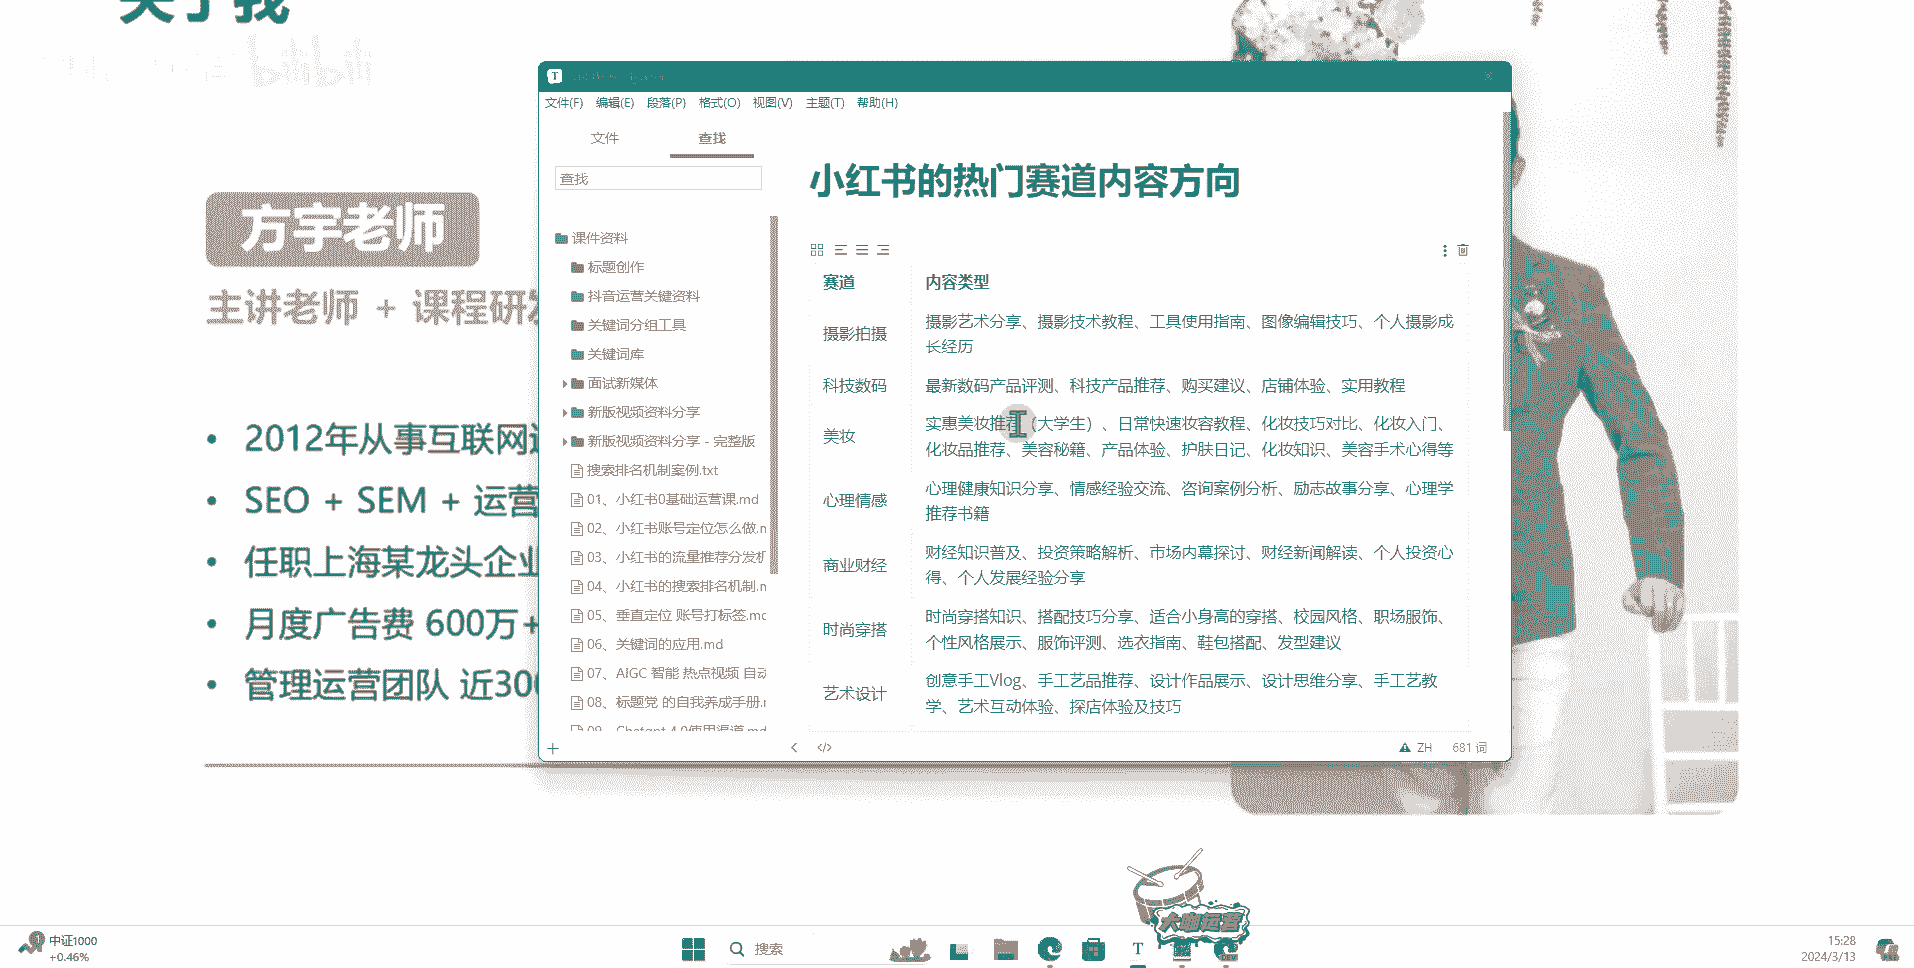 关于我
bilibili
方宇老师
主讲老师 + 课程研发
2012年从事互联网
SEO + SEM + 运营
任职上海某龙头企业
月度广告费 600万+
管理运营团队 近300
文件(F) 编辑(E) 段落(P) 格式(O) 视图(V) 主题(T) 帮助(H)
文件 查找
查找
课件资料
标题创作
抖音运营关键资料
关键词分组工具
关键词库
面试新媒体
新版视频资料分享
新版视频资料分享 - 完整版
搜索排名机制案例.txt
01、小红书0基础运营课.md
02、小红书账号定位怎么做.m
03、小红书的流量推荐分发机
04、小红书的搜索排名机制.m
05、垂直定位 账号打标签.md
06、关键词的应用.md
07、AIGC 智能 热点视频 自动
08、标题党 的自我养成手册.m
09、Chatgpt 4.0使用渠道.md
小红书的热门赛道内容方向
赛道 内容类型
摄影拍摄 摄影艺术分享、摄影技术教程、工具使用指南、图像编辑技巧、个人摄影成
长经历
科技数码 最新数码产品评测、科技产品推荐、购买建议、店铺体验、实用教程
美妆 实惠美妆推荐（大学生）、日常快速妆容教程、化妆技巧对比、化妆入门、
化妆品推荐、美容秘籍、产品体验、护肤日记、化妆知识、美容手术心得等
心理情感 心理健康知识分享、情感经验交流、咨询案例分析、励志故事分享、心理学
推荐书籍
商业财经 财经知识普及、投资策略解析、市场内幕探讨、财经新闻解读、个人投资心
得、个人发展经验分享
时尚穿搭 时尚穿搭知识、搭配技巧分享、适合小身高的穿搭、校园风格、职场服饰、
个性风格展示、服饰评测、选衣指南、鞋包搭配、发型建议
艺术设计 创意手工Vlog、手工艺品推荐、设计作品展示、设计思维分享、手工艺教
学、艺术互动体验、探店体验及技巧
ZH 681 词
大咖运营
中证1000
+0.46%
搜索
DEV
15:28
2024/3/13
PRE